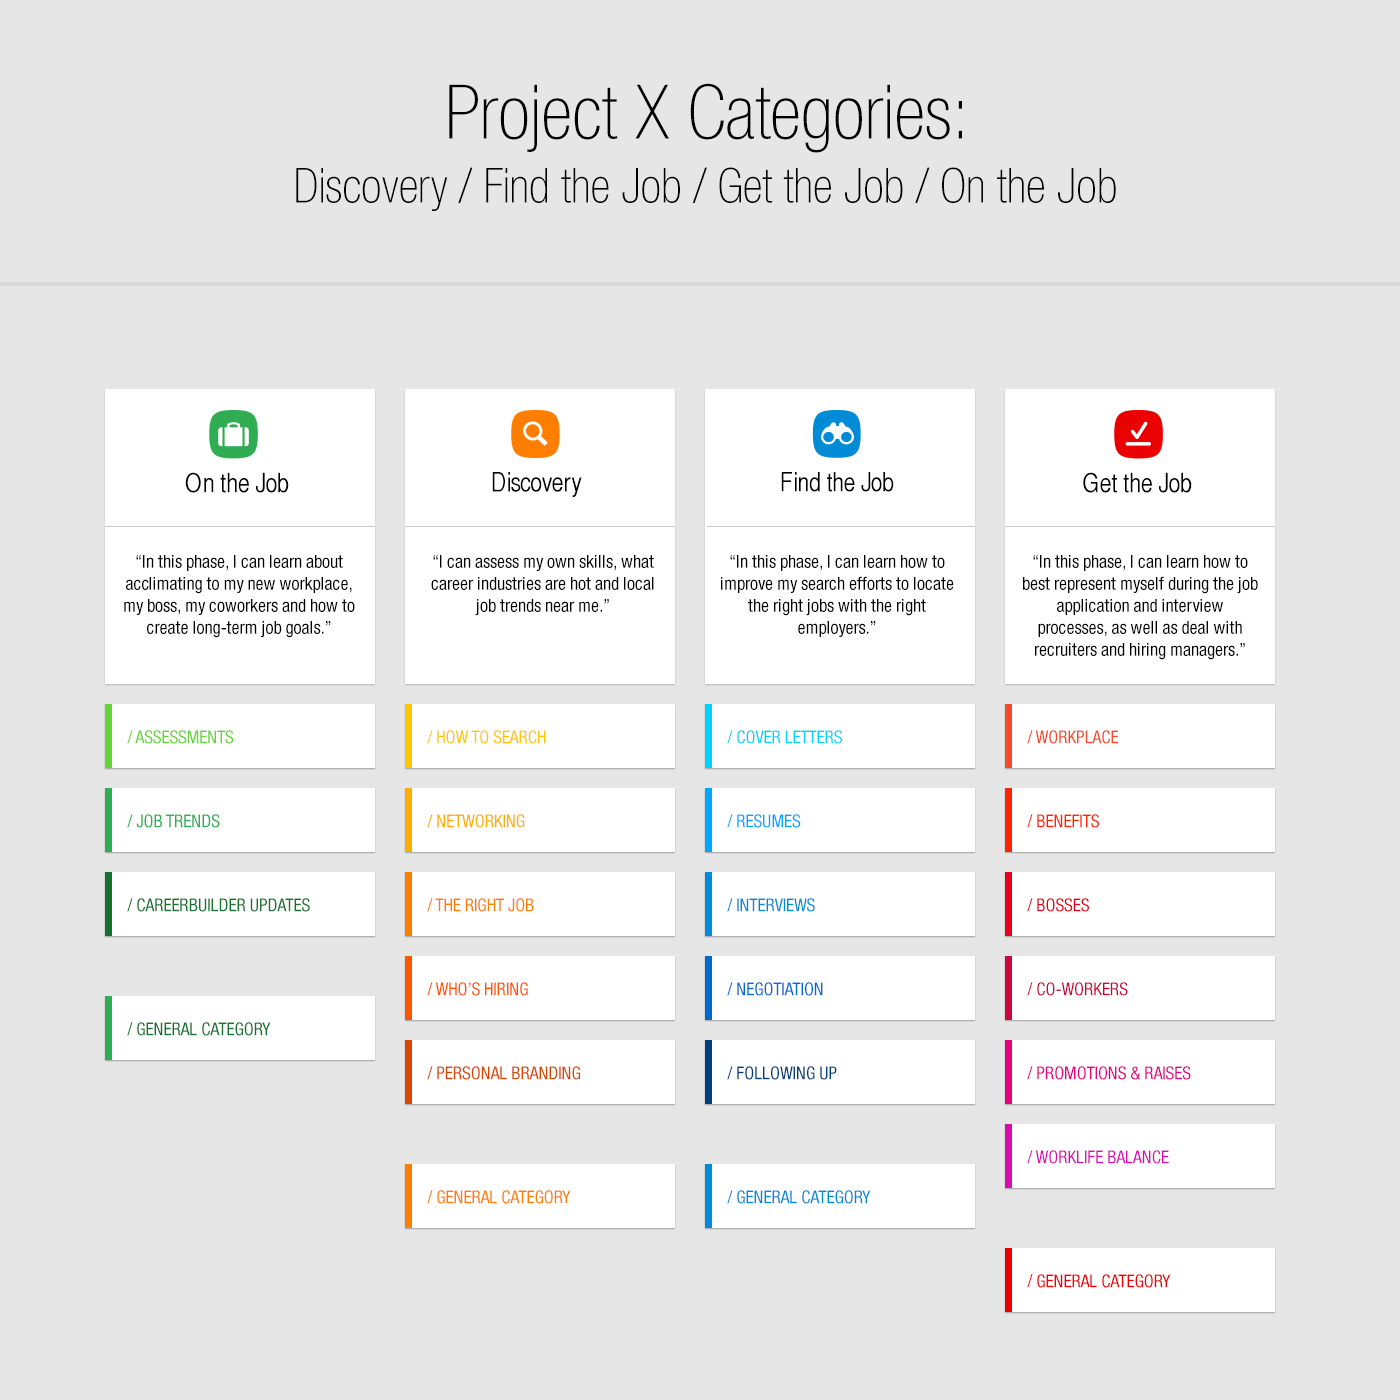 Project X Categories:
Discovery / Find the Job / Get the Job / On the Job
On the Job
“In this phase, I can learn about
acclimating to my new workplace,
my boss, my coworkers and how to
create long-term job goals.”
/ ASSESSMENTS
/ JOB TRENDS
/ CAREERBUILDER UPDATES
/ GENERAL CATEGORY
Discovery
“I can assess my own skills, what
career industries are hot and local
job trends near me.”
/ HOW TO SEARCH
/ NETWORKING
/ THE RIGHT JOB
/ WHO’S HIRING
/ PERSONAL BRANDING
/ GENERAL CATEGORY
Find the Job
“In this phase, I can learn how to
improve my search efforts to locate
the right jobs with the right
employers.”
/ COVER LETTERS
/ RESUMES
/ INTERVIEWS
/ NEGOTIATION
/ FOLLOWING UP
/ GENERAL CATEGORY
Get the Job
“In this phase, I can learn how to
best represent myself during the job
application and interview
processes, as well as deal with
recruiters and hiring managers.”
/ WORKPLACE
/ BENEFITS
/ BOSSES
/ CO-WORKERS
/ PROMOTIONS & RAISES
/ WORKLIFE BALANCE
/ GENERAL CATEGORY